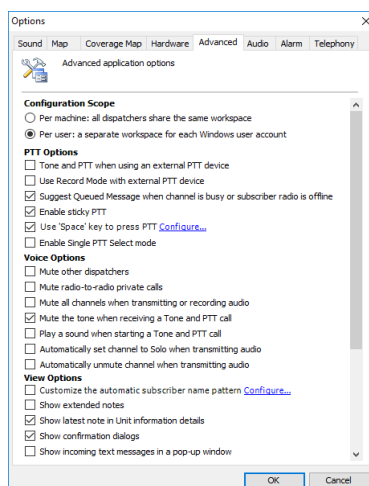 Options
Sound Map Coverage Map Hardware Advanced Audio Alarm Telephony
Advanced application options
Configuration Scope
Per machine: all dispatchers share the same workspace
Per user: a separate workspace for each Windows user account
PTT Options
Tone and PTT when using an external PTT device
Use Record Mode with external PTT device
Suggest Queued Message when channel is busy or subscriber radio is offline
Enable sticky PTT
Use 'Space' key to press PTT Configure...
Enable Single PTT Select mode
Voice Options
Mute other dispatchers
Mute radio-to-radio private calls
Mute all channels when transmitting or recording audio
Mute the tone when receiving a Tone and PTT call
Play a sound when starting a Tone and PTT call
Automatically set channel to Solo when transmitting audio
Automatically unmute channel when transmitting audio
View Options
Customize the automatic subscriber name pattern Configure...
Show extended notes
Show latest note in Unit information details
Show confirmation dialogs
Show incoming text messages in a pop-up window
OK Cancel